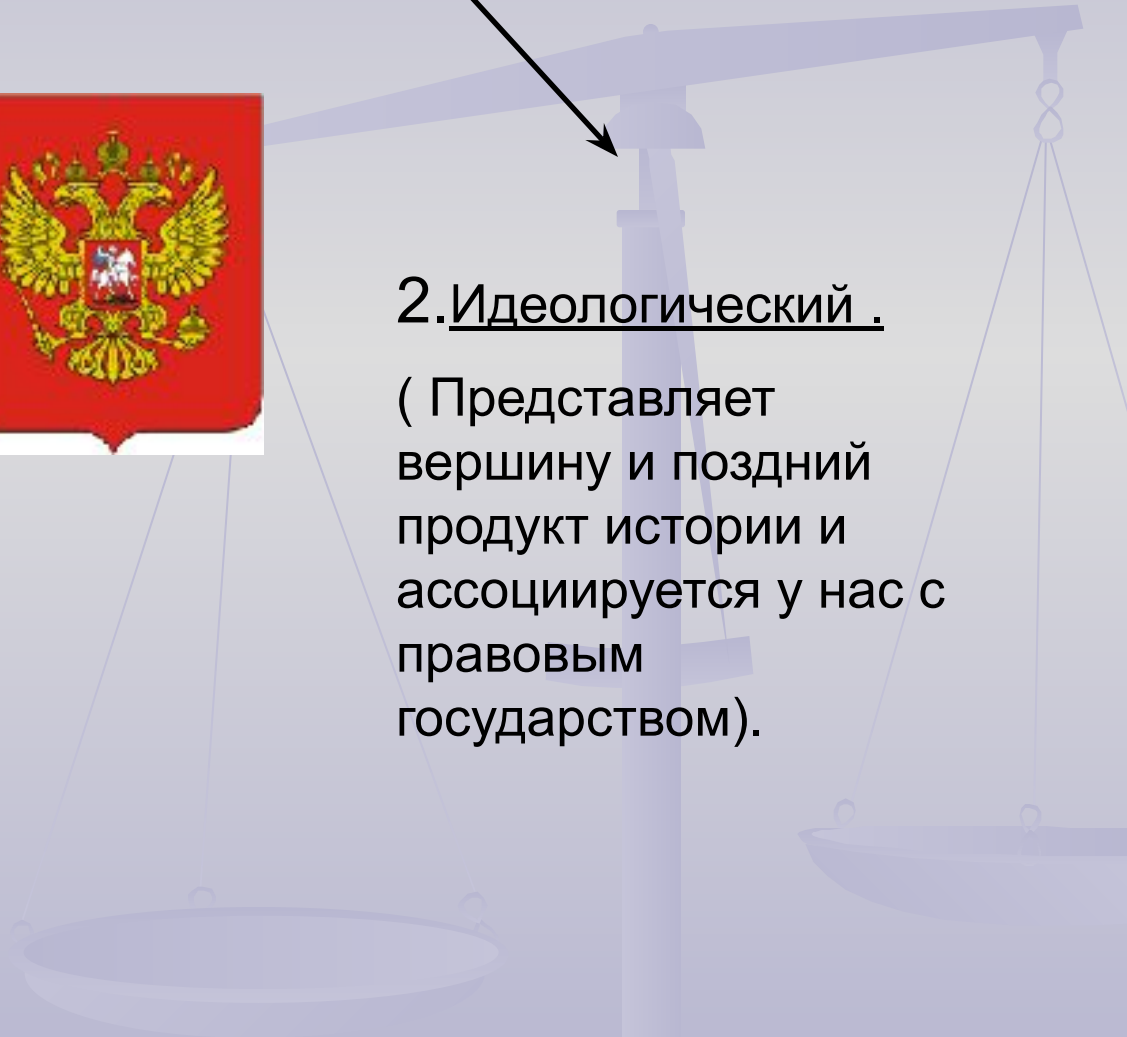 2.Идеологический .
( Представляет
вершину и поздний
продукт истории и
ассоциируется у нас с
правовым
государством).